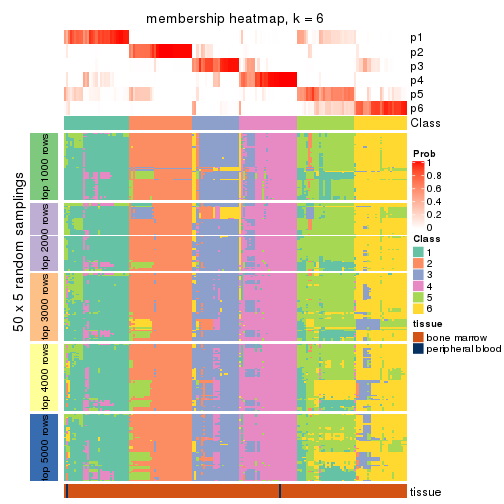 membership heatmap, k = 6
p1
p2
p3
p4
p5
p6
Class
50 x 5 random samplings
top 1000 rows
top 2000 rows
top 3000 rows
top 4000 rows
top 5000 rows
Prob
1
0.8
0.6
0.4
0.2
0
Class
1
2
3
4
5
6
tissue
bone marrow
peripheral blood
tissue